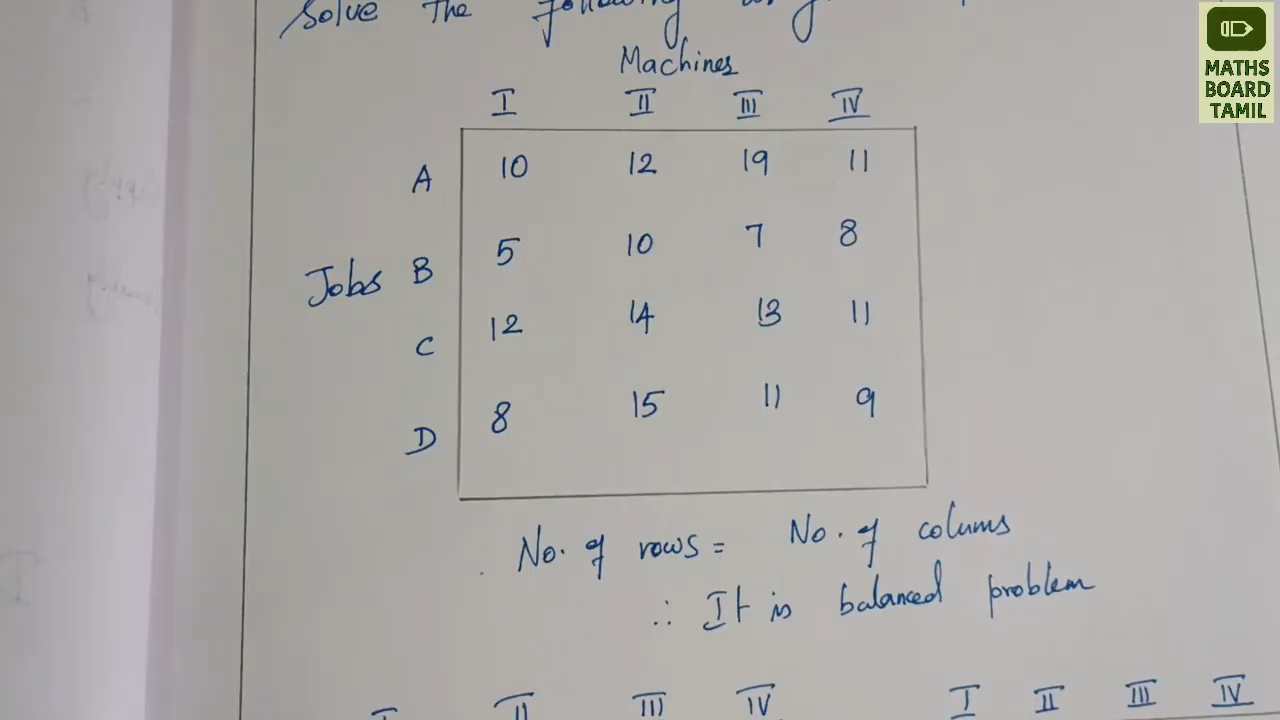 Solve The following
Machines
I II III IV
A 10 12 19 11
B 5 10 7 8
Jobs
C 12 14 13 11
D 8 15 11 9
No. of rows = No. of colums
∴ It is balanced problem
I II III IV I II III IV
MATHS
BOARD
TAMIL